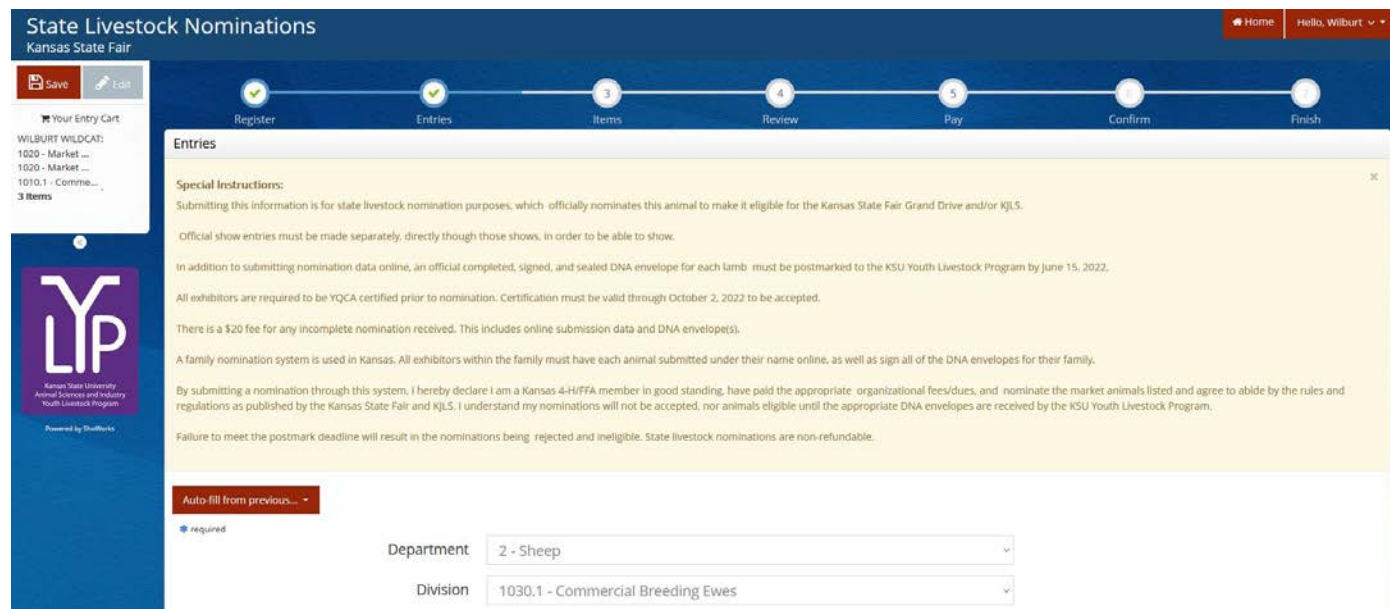 State Livestock Nominations
Kansas State Fair
Home Hello, Wilburt
Save Edit
Your Entry Cart
WILBURT WILDCAT:
1020 - Market ...
1020 - Market ...
1010.1 - Comme...
3 Items
Register Entries 3 Items 4 Review 5 Pay Confirm 7 Finish
Entries
Special Instructions:
Submitting this information is for state livestock nomination purposes, which officially nominates this animal to make it eligible for the Kansas State Fair Grand Drive and/or KJLS.
Official show entries must be made separately, directly though those shows, in order to be able to show.
In addition to submitting nomination data online, an official completed, signed, and sealed DNA envelope for each lamb must be postmarked to the KSU Youth Livestock Program by June 15, 2022.
All exhibitors are required to be YQCA certified prior to nomination. Certification must be valid through October 2, 2022 to be accepted.
There is a $20 fee for any incomplete nomination received. This includes online submission data and DNA envelope(s).
A family nomination system is used in Kansas. All exhibitors within the family must have each animal submitted under their name online, as well as sign all of the DNA envelopes for their family.
By submitting a nomination through this system, I hereby declare I am a Kansas 4-H/FFA member in good standing, have paid the appropriate organizational fees/dues, and nominate the market animals listed and agree to abide by the rules and
regulations as published by the Kansas State Fair and KJLS. I understand my nominations will not be accepted, nor animals eligible until the appropriate DNA envelopes are received by the KSU Youth Livestock Program.
Failure to meet the postmark deadline will result in the nominations being rejected and ineligible. State livestock nominations are non-refundable.
YLP
Kansas State University
Animal Sciences and Industry
Youth Livestock Program
Powered by ShoWorks
Auto-fill from previous...
required
Department 2 - Sheep
Division 1030.1 - Commercial Breeding Ewes